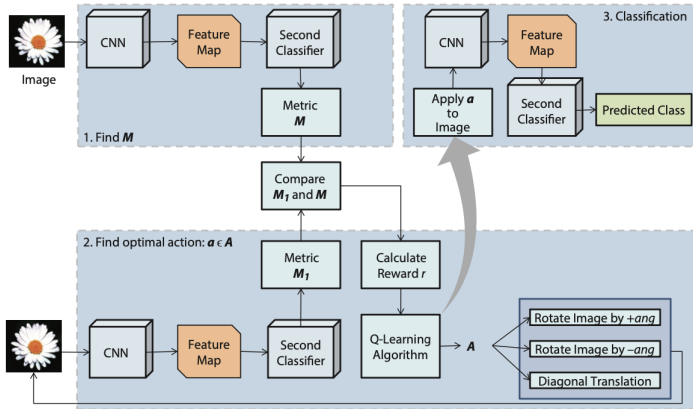 Image
CNN
Feature
Map
Second
Classifier
Metric
M
1. Find M
3. Classification
CNN
Feature
Map
Apply a
to
Image
Second
Classifier
Predicted Class
Compare
M1 and M
2. Find optimal action: a ϵ A
Metric
M1
Calculate
Reward r
CNN
Feature
Map
Second
Classifier
Q-Learning
Algorithm
A
Rotate Image by +ang
Rotate Image by –ang
Diagonal Translation